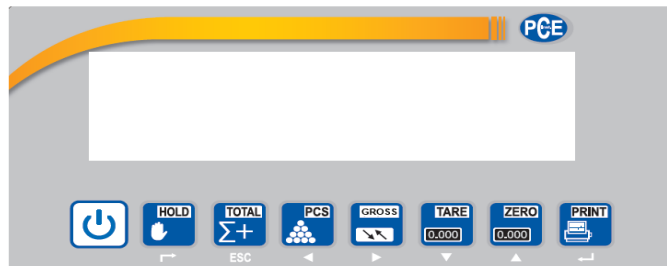 PCE
HOLD TOTAL PCS GROSS TARE ZERO PRINT
Σ+ 0.000 0.000
ESC